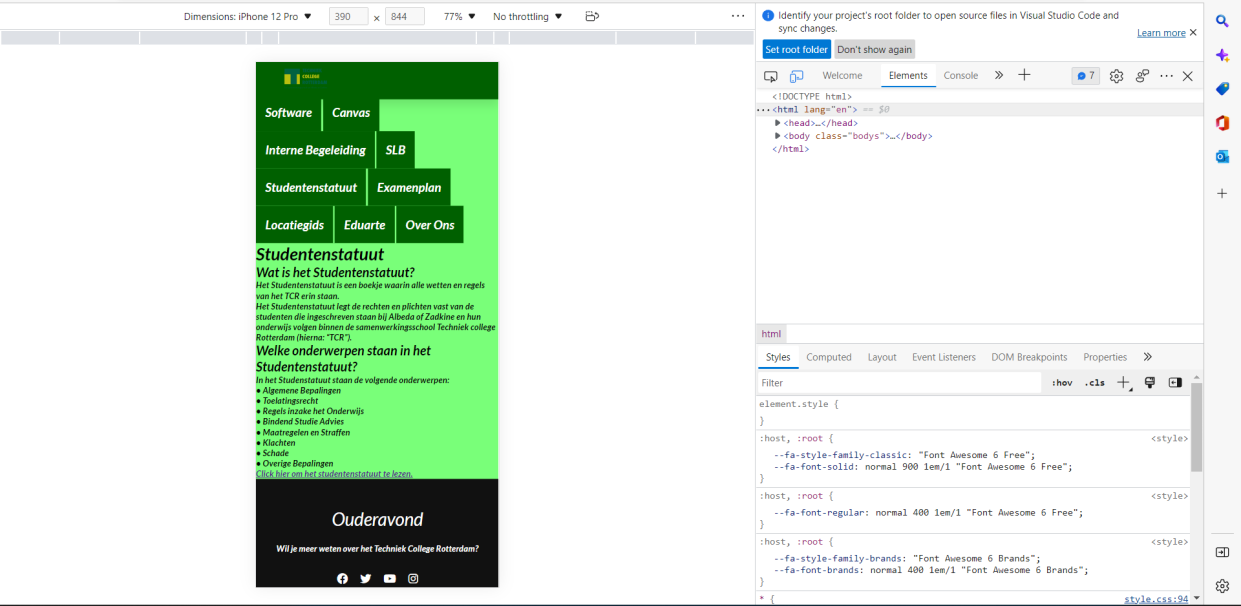 Dimensions: iPhone 12 Pro ▼ 390 × 844 77% ▼ No throttling ▼
COLLEGE
Software Canvas
Interne Begeleiding SLB
Studentenstatuut Examenplan
Locatiegids Eduarte Over Ons
Studentenstatuut
Wat is het Studentenstatuut?
Het Studentenstatuut is een boekje waarin alle wetten en regels
van het TCR erin staan.
Het Studentenstatuut legt de rechten en plichten vast van de
studenten die ingeschreven staan bij Albeda of Zadkine en hun
onderwijs volgen binnen de samenwerkingsschool Techniek college
Rotterdam (hierna: "TCR").
Welke onderwerpen staan in het
Studentenstatuut?
In het Studentenstatuut staan de volgende onderwerpen:
• Algemene Bepalingen
• Toelatingsrecht
• Regels inzake het Onderwijs
• Bindend Studie Advies
• Maatregelen en Straffen
• Klachten
• Schade
• Overige Bepalingen
Click hier om het studentenstatuut te lezen.
Ouderavond
Wil je meer weten over het Techniek College Rotterdam?
Identify your project's root folder to open source files in Visual Studio Code and
sync changes.
Learn more
Set root folder Don't show again
Welcome Elements Console 7
<!DOCTYPE html>
<html lang="en"> == $0
<head>…</head>
<body class="bodys">…</body>
</html>
html
Styles Computed Layout Event Listeners DOM Breakpoints Properties
Filter :hov .cls
element.style {
}
:host, :root { <style>
--fa-style-family-classic: "Font Awesome 6 Free";
--fa-font-solid: normal 900 1em/1 "Font Awesome 6 Free";
}
:host, :root { <style>
--fa-font-regular: normal 400 1em/1 "Font Awesome 6 Free";
}
:host, :root { <style>
--fa-style-family-brands: "Font Awesome 6 Brands";
--fa-font-brands: normal 400 1em/1 "Font Awesome 6 Brands";
}
* { style.css:94